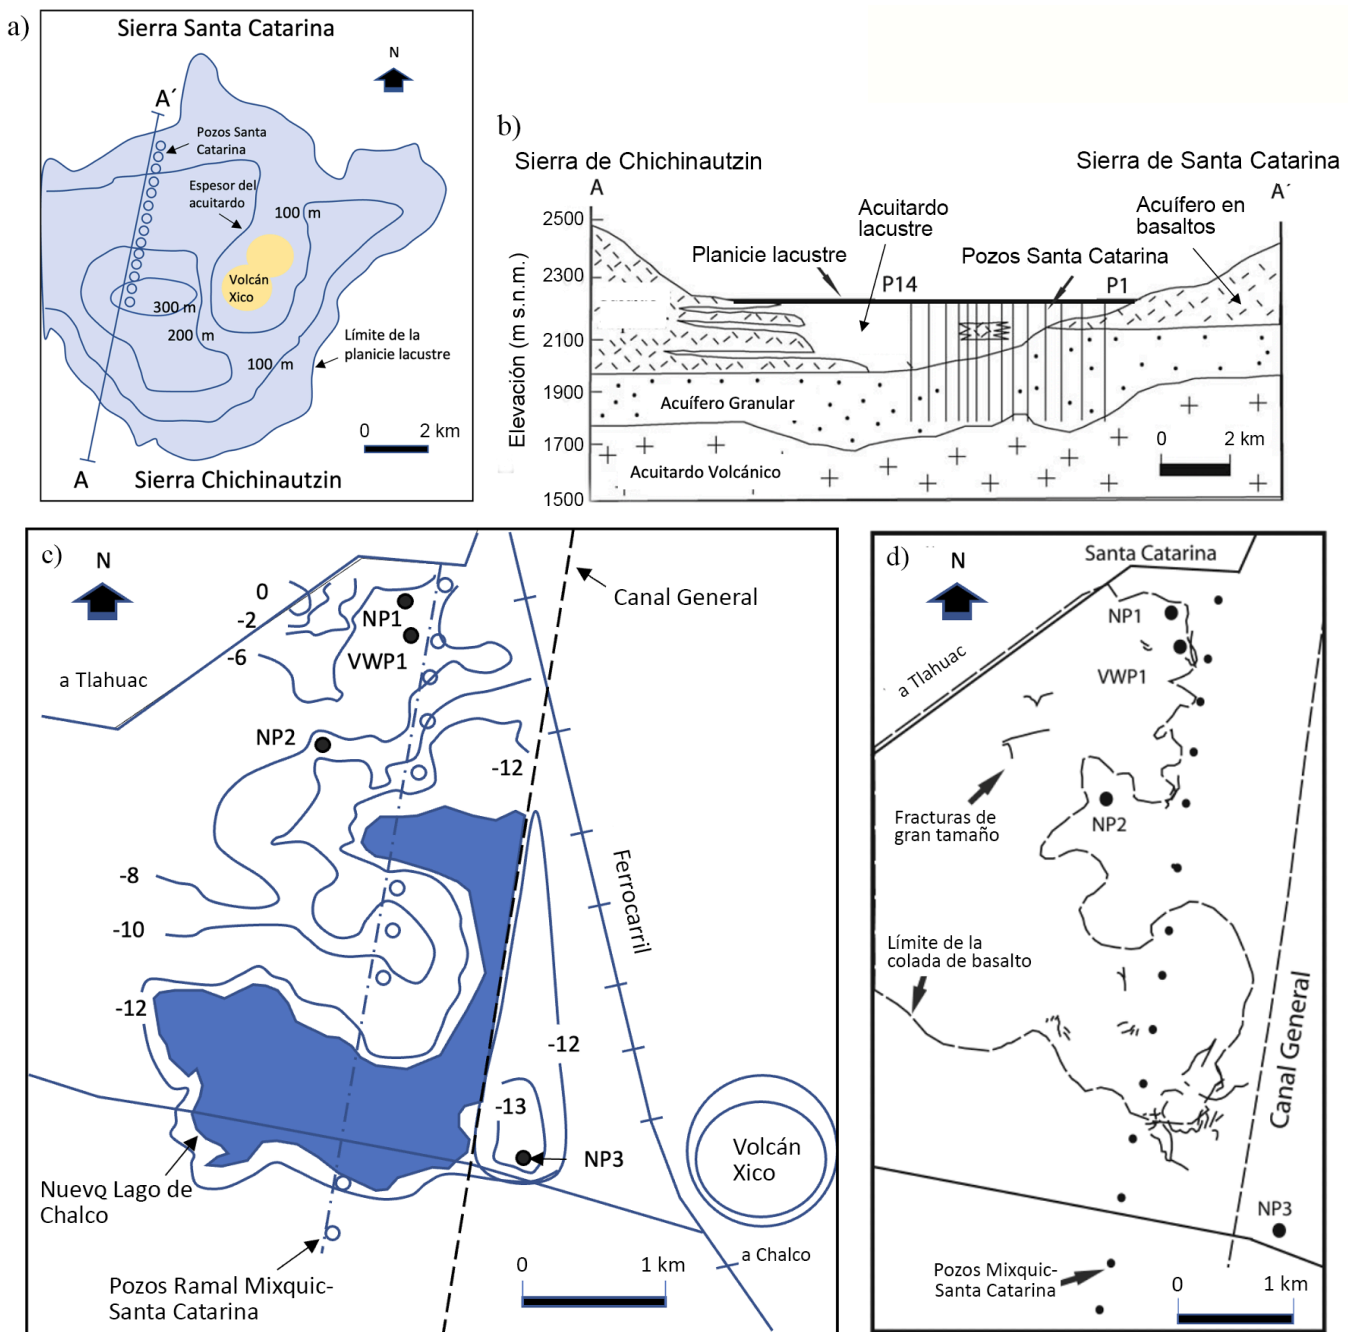 a)
Sierra Santa Catarina
N
A´
Pozos Santa
Catarina
Espesor del
acuitardo
100 m
Volcán
Xico
300 m
200 m
Límite de la
planicie lacustre
100 m
0 2 km
A
Sierra Chichinautzin
b)
Sierra de Chichinautzin
Sierra de Santa Catarina
A
A´
Elevación (m s.n.m.)
2500
2300
2100
1900
1700
1500
Acuitardo
lacustre
Acuífero en
basaltos
Planicie lacustre
Pozos Santa Catarina
P14
P1
Acuífero Granular
Acuitardo Volcánico
0 2 km
c)
N
0
-2
-6
NP1
VWP1
Canal General
a Tlahuac
NP2
-12
-8
-10
-12
Ferrocarril
-12
-13
NP3
Volcán
Xico
Nuevo Lago de
Chalco
a Chalco
Pozos Ramal Mixquic-
Santa Catarina
0 1 km
d)
N
Santa Catarina
NP1
a Tlahuac
VWP1
Fracturas de
gran tamaño
NP2
Límite de la
colada de basalto
Canal General
NP3
Pozos Mixquic-
Santa Catarina
0 1 km